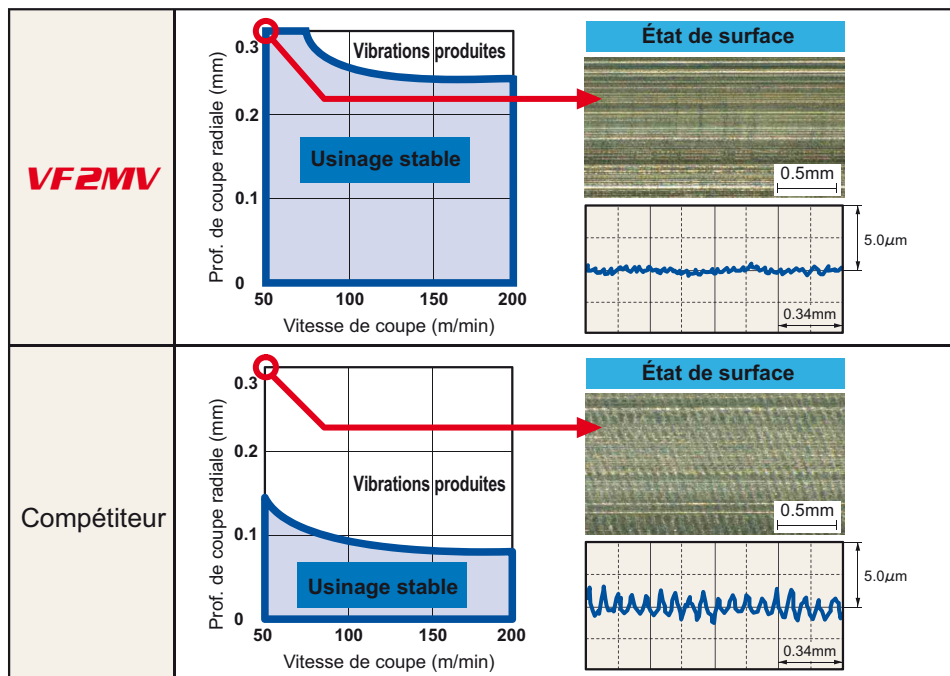 VF2MV
Prof. de coupe radiale (mm)
0.3
0.2
0.1
0
50
100
150
200
Vitesse de coupe (m/min)
Vibrations produites
Usinage stable
État de surface
0.5mm
5.0μm
0.34mm
Compétiteur
Prof. de coupe radiale (mm)
0.3
0.2
0.1
0
50
100
150
200
Vitesse de coupe (m/min)
Vibrations produites
Usinage stable
État de surface
0.5mm
5.0μm
0.34mm